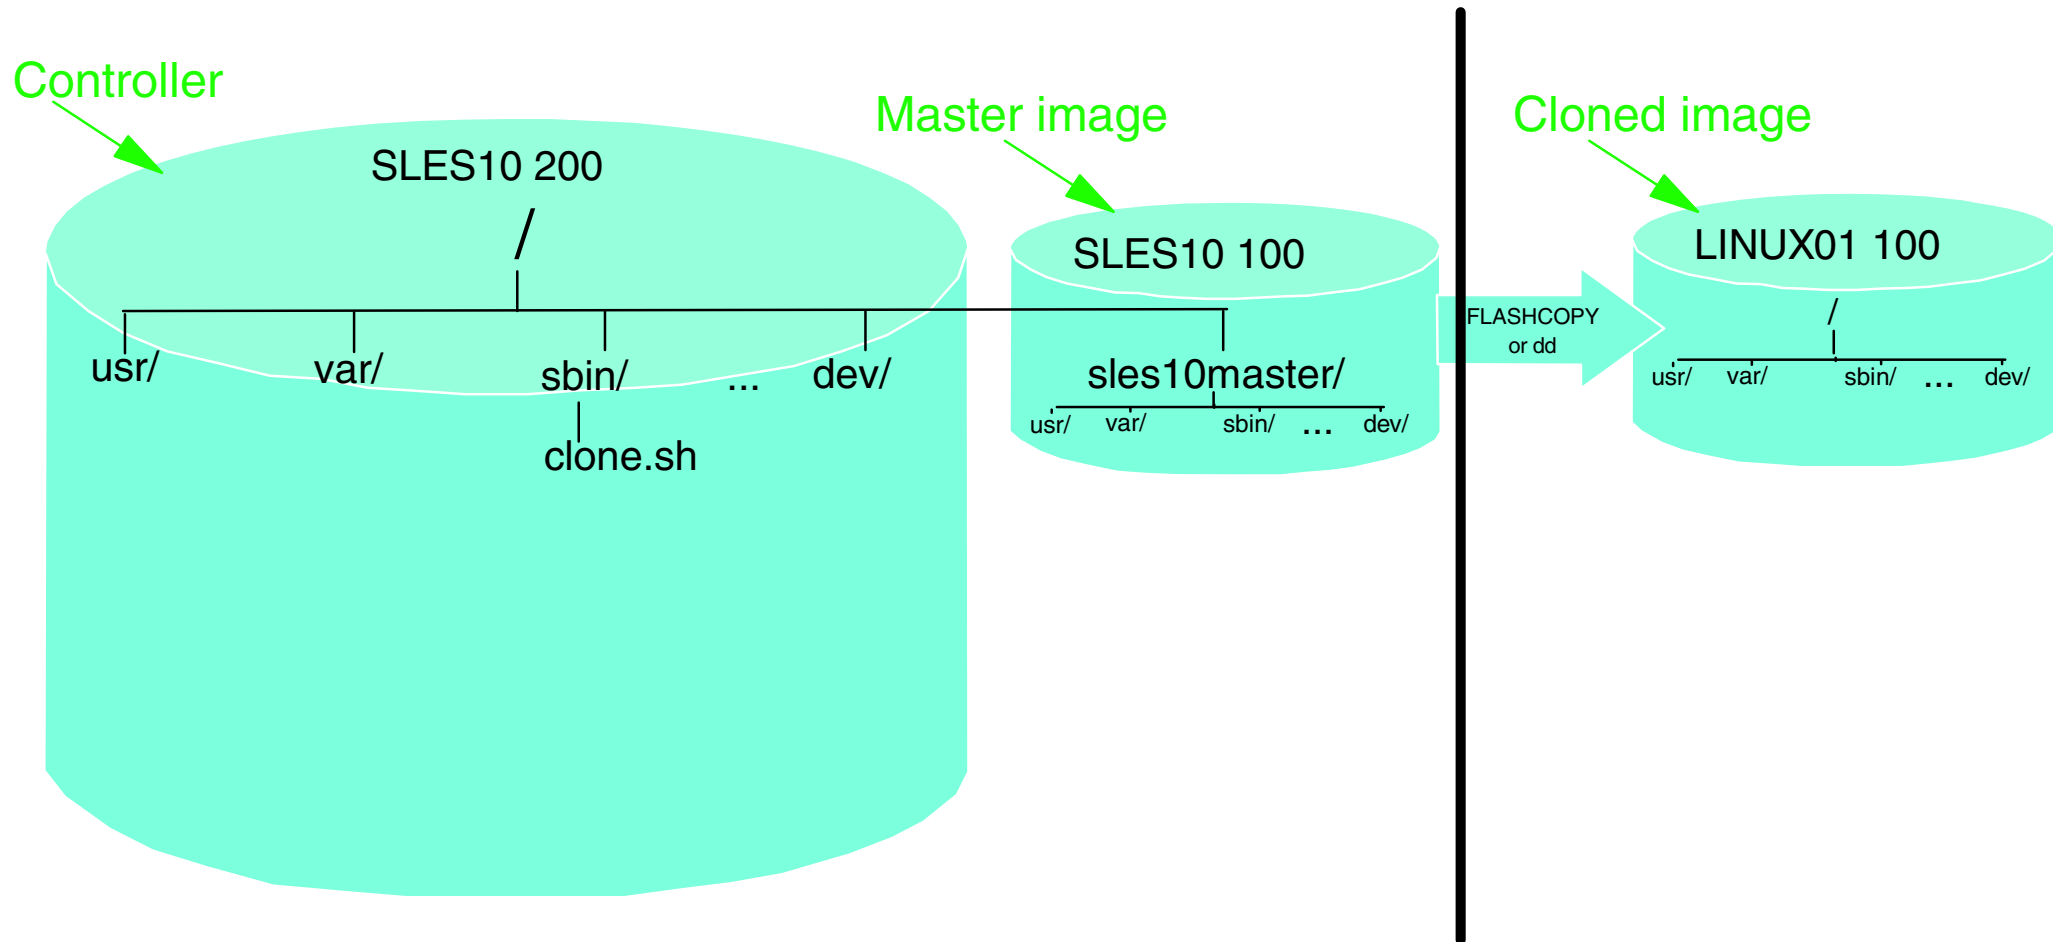 Controller
SLES10 200
/
usr/ var/ sbin/ ... dev/
clone.sh
Master image
SLES10 100
sles10master/
usr/ var/ sbin/ ... dev/
FLASHCOPY
or dd
Cloned image
LINUX01 100
/
usr/ var/ sbin/ ... dev/